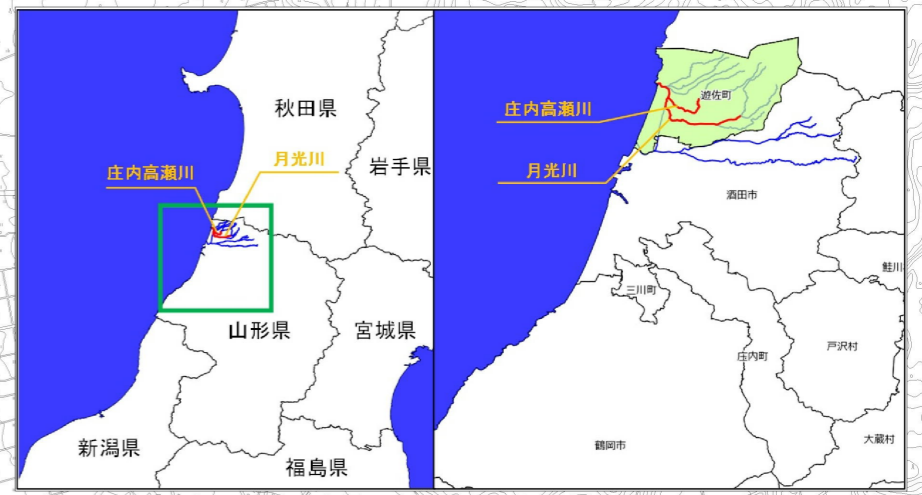 秋田県
岩手県
庄内高瀬川
月光川
山形県
宮城県
新潟県
福島県
遊佐町
庄内高瀬川
月光川
酒田市
鮭川
三川町
戸沢村
庄内町
鶴岡市
大蔵村